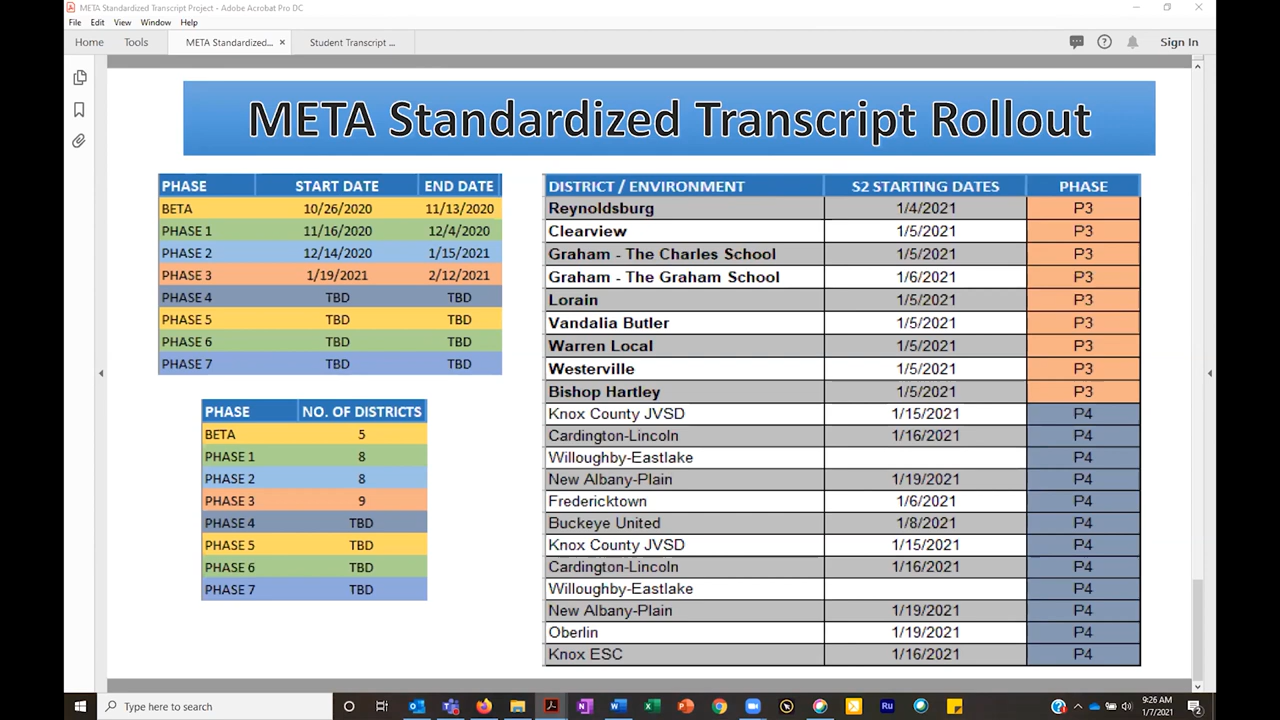 META Standardized Transcript Project - Adobe Acrobat Pro DC
File Edit View Window Help
Home Tools META Standardized... × Student Transcript ... Sign In
META Standardized Transcript Rollout
PHASE START DATE END DATE
BETA 10/26/2020 11/13/2020
PHASE 1 11/16/2020 12/4/2020
PHASE 2 12/14/2020 1/15/2021
PHASE 3 1/19/2021 2/12/2021
PHASE 4 TBD TBD
PHASE 5 TBD TBD
PHASE 6 TBD TBD
PHASE 7 TBD TBD
PHASE NO. OF DISTRICTS
BETA 5
PHASE 1 8
PHASE 2 8
PHASE 3 9
PHASE 4 TBD
PHASE 5 TBD
PHASE 6 TBD
PHASE 7 TBD
DISTRICT / ENVIRONMENT S2 STARTING DATES PHASE
Reynoldsburg 1/4/2021 P3
Clearview 1/5/2021 P3
Graham - The Charles School 1/5/2021 P3
Graham - The Graham School 1/6/2021 P3
Lorain 1/5/2021 P3
Vandalia Butler 1/5/2021 P3
Warren Local 1/5/2021 P3
Westerville 1/5/2021 P3
Bishop Hartley 1/5/2021 P3
Knox County JVSD 1/15/2021 P4
Cardington-Lincoln 1/16/2021 P4
Willoughby-Eastlake P4
New Albany-Plain 1/19/2021 P4
Fredericktown 1/6/2021 P4
Buckeye United 1/8/2021 P4
Knox County JVSD 1/15/2021 P4
Cardington-Lincoln 1/16/2021 P4
Willoughby-Eastlake P4
New Albany-Plain 1/19/2021 P4
Oberlin 1/19/2021 P4
Knox ESC 1/16/2021 P4
Type here to search
9:26 AM
1/7/2021